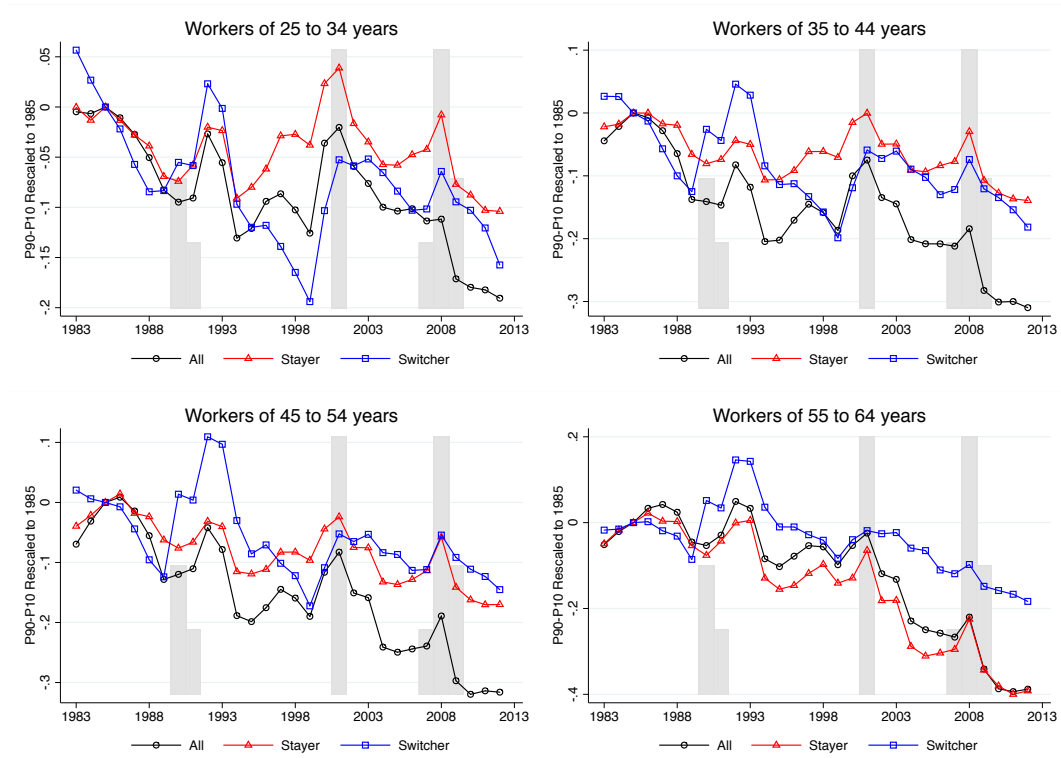 Workers of 25 to 34 years
P90-P10 Rescaled to 1985
.05
0
-.05
-.1
-.15
-.2
1983 1988 1993 1998 2003 2008 2013
All Stayer Switcher
Workers of 35 to 44 years
P90-P10 Rescaled to 1985
.1
0
-.1
-.2
-.3
1983 1988 1993 1998 2003 2008 2013
All Stayer Switcher
Workers of 45 to 54 years
P90-P10 Rescaled to 1985
.1
0
-.1
-.2
-.3
1983 1988 1993 1998 2003 2008 2013
All Stayer Switcher
Workers of 55 to 64 years
P90-P10 Rescaled to 1985
.2
0
-.2
-.4
1983 1988 1993 1998 2003 2008 2013
All Stayer Switcher